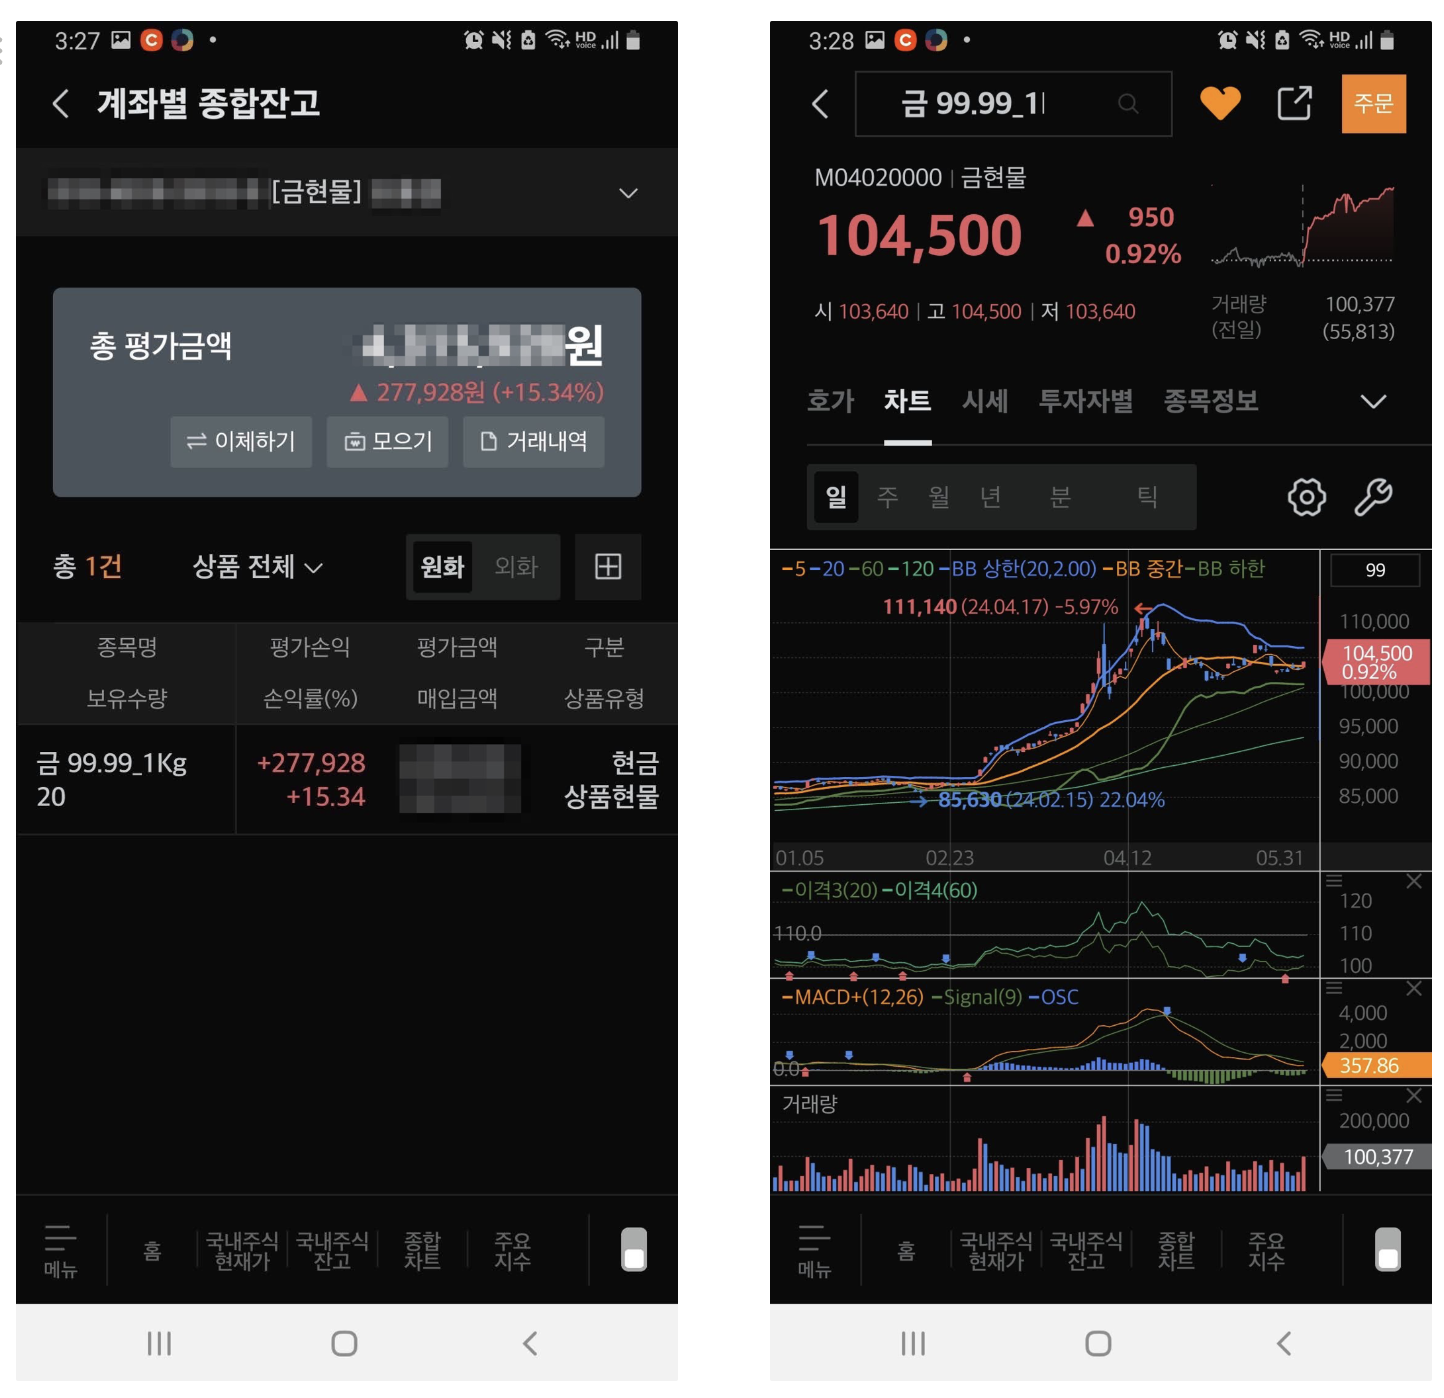 3:27
HD voice
계좌별 종합잔고
[금현물]
총 평가금액
원
▲ 277,928원 (+15.34%)
이체하기
모으기
거래내역
총 1건
상품 전체
원화
외화
종목명 평가손익 평가금액 구분
보유수량 손익률(%) 매입금액 상품유형
금 99.99_1Kg +277,928 현금
20 +15.34 상품현물
메뉴
홈
국내주식
현재가
국내주식
잔고
종합
차트
주요
지수
3:28
HD voice
금 99.99_1
주문
M04020000 | 금현물
104,500
▲ 950
0.92%
시 103,640 | 고 104,500 | 저 103,640
거래량 100,377
(전일) (55,813)
호가 차트 시세 투자자별 종목정보
일 주 월 년 분 틱
5 20 60 120 BB 상한(20,2.00) BB 중간 BB 하한
99
111,140 (24.04.17) -5.97%
110,000
104,500
0.92%
100,000
95,000
90,000
85,630 (24.02.15) 22.04%
85,000
01.05 02.23 04.12 05.31
이격3(20) 이격4(60)
120
110.0
110
100
MACD+(12,26) Signal(9) OSC
4,000
2,000
0.0
357.86
거래량
200,000
100,377
메뉴
홈
국내주식
현재가
국내주식
잔고
종합
차트
주요
지수